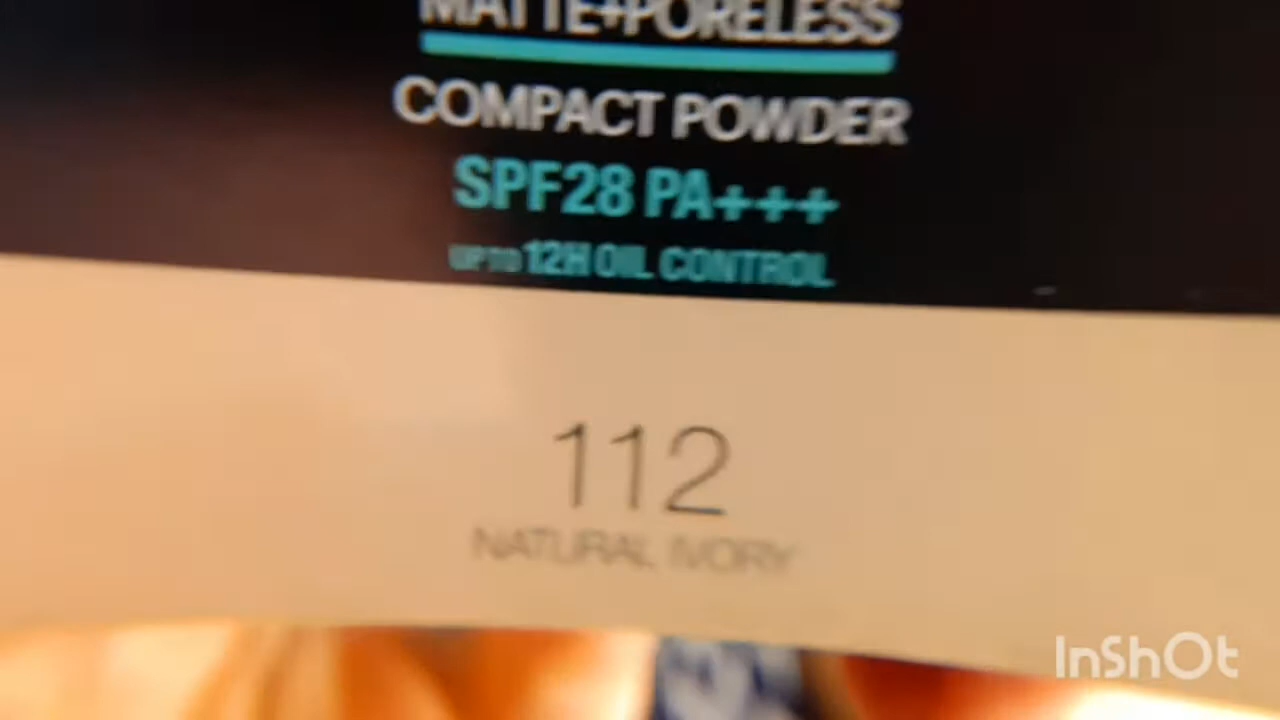 MATTE+PORELESS
COMPACT POWDER
SPF28 PA+++
UP TO 12H OIL CONTROL
112
NATURAL IVORY
InShOt